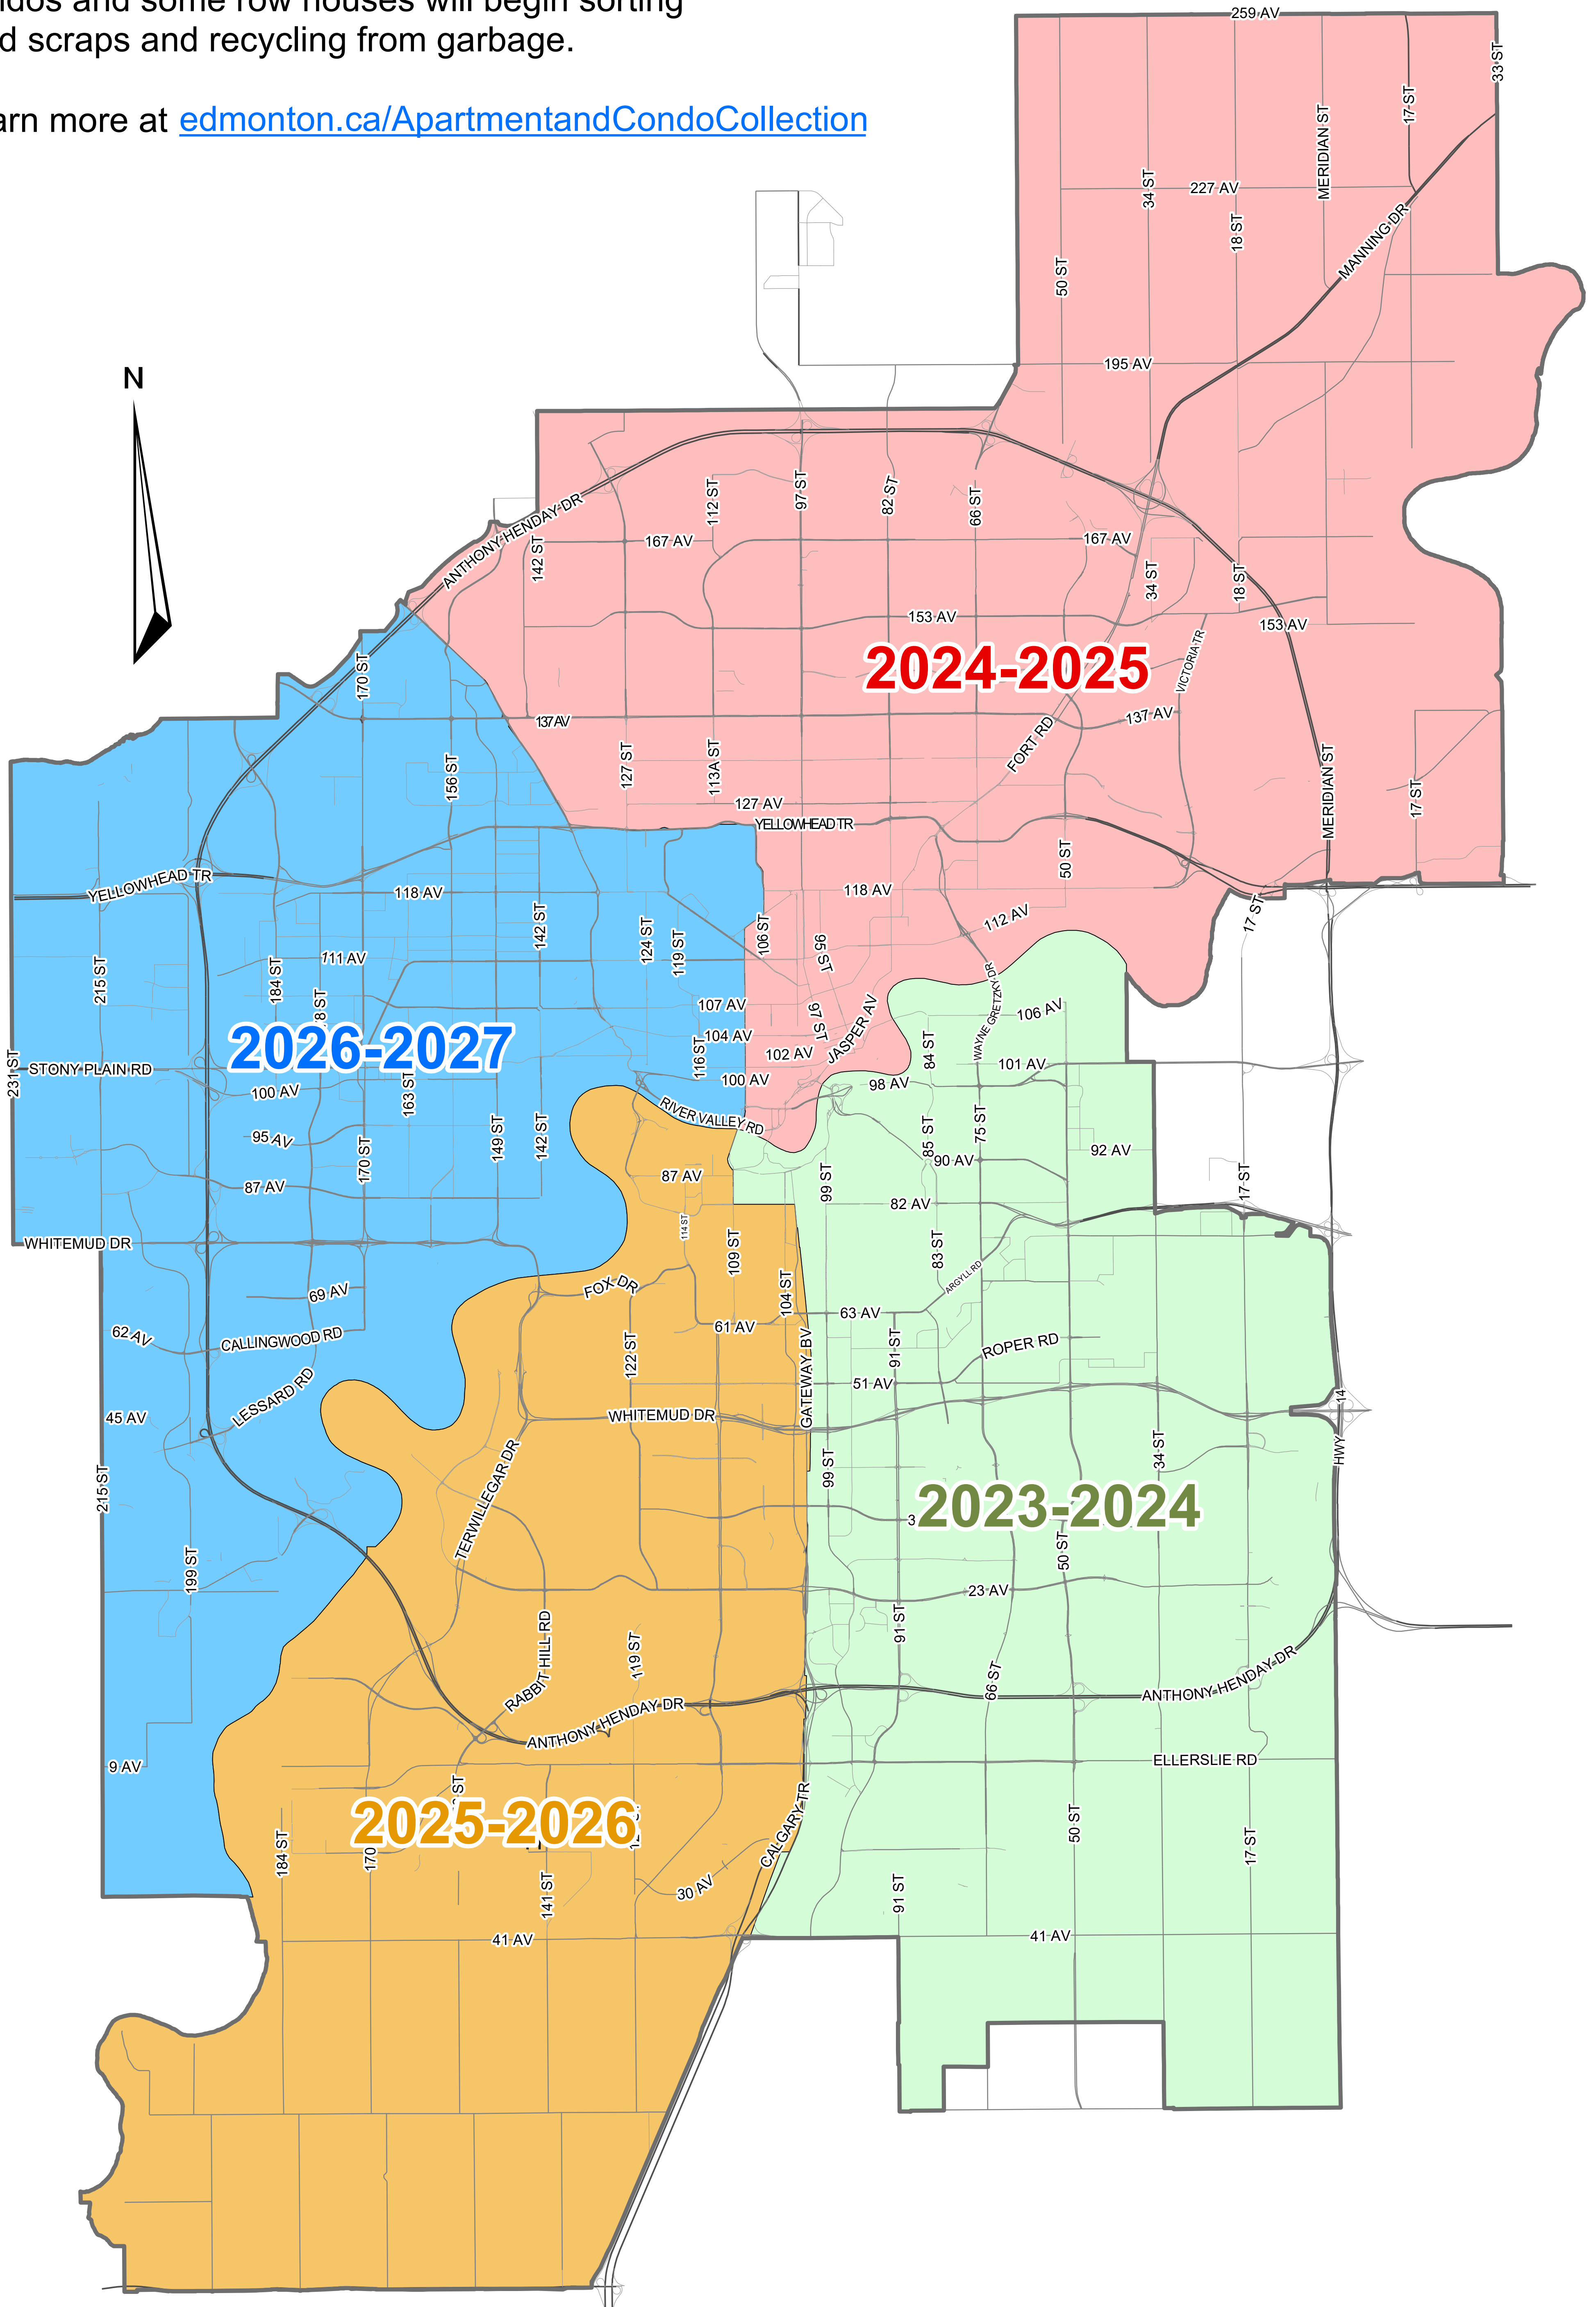 ndos and some row houses will begin sorting
d scraps and recycling from garbage.
arn more at edmonton.ca/ApartmentandCondoCollection
259 AV
33 ST
17 ST
MERIDIAN ST
34 ST
227 AV
18 ST
MANNING DR
50 ST
195 AV
N
97 ST
82 ST
66 ST
112 ST
ANTHONY HENDAY DR
142 ST
167 AV
167 AV
34 ST
18 ST
153 AV
153 AV
2024-2025
VICTORIA TR
170 ST
137 AV
137 AV
FORT RD
127 ST
113A ST
156 ST
MERIDIAN ST
17 ST
127 AV
YELLOWHEAD TR
50 ST
YELLOWHEAD TR
118 AV
118 AV
142 ST
124 ST
119 ST
106 ST
95 ST
112 AV
17 ST
111 AV
215 ST
184 ST
WAYNE GRETZKY DR
107 AV
97 ST
JASPER AV
106 AV
2026-2027
104 AV
116 ST
102 AV
84 ST
101 AV
231 ST
STONY PLAIN RD
100 AV
163 ST
100 AV
98 AV
RIVER VALLEY RD
95 AV
170 ST
149 ST
142 ST
85 ST
75 ST
92 AV
90 AV
87 AV
87 AV
99 ST
17 ST
82 AV
114 ST
109 ST
83 ST
WHITEMUD DR
69 AV
FOX DR
104 ST
ARGYLL RD
62 AV
CALLINGWOOD RD
63 AV
61 AV
122 ST
GATEWAY BV
91 ST
ROPER RD
LESSARD RD
51 AV
45 AV
WHITEMUD DR
14
HWY
TERWILLEGAR DR
99 ST
34 ST
215 ST
2023-2024
3
50 ST
199 ST
23 AV
RABBIT HILL RD
119 ST
91 ST
66 ST
ANTHONY HENDAY DR
ANTHONY HENDAY DR
9 AV
ELLERSLIE RD
2025-2026
CALGARY TR
184 ST
170
50 ST
17 ST
141 ST
30 AV
91 ST
41 AV
41 AV